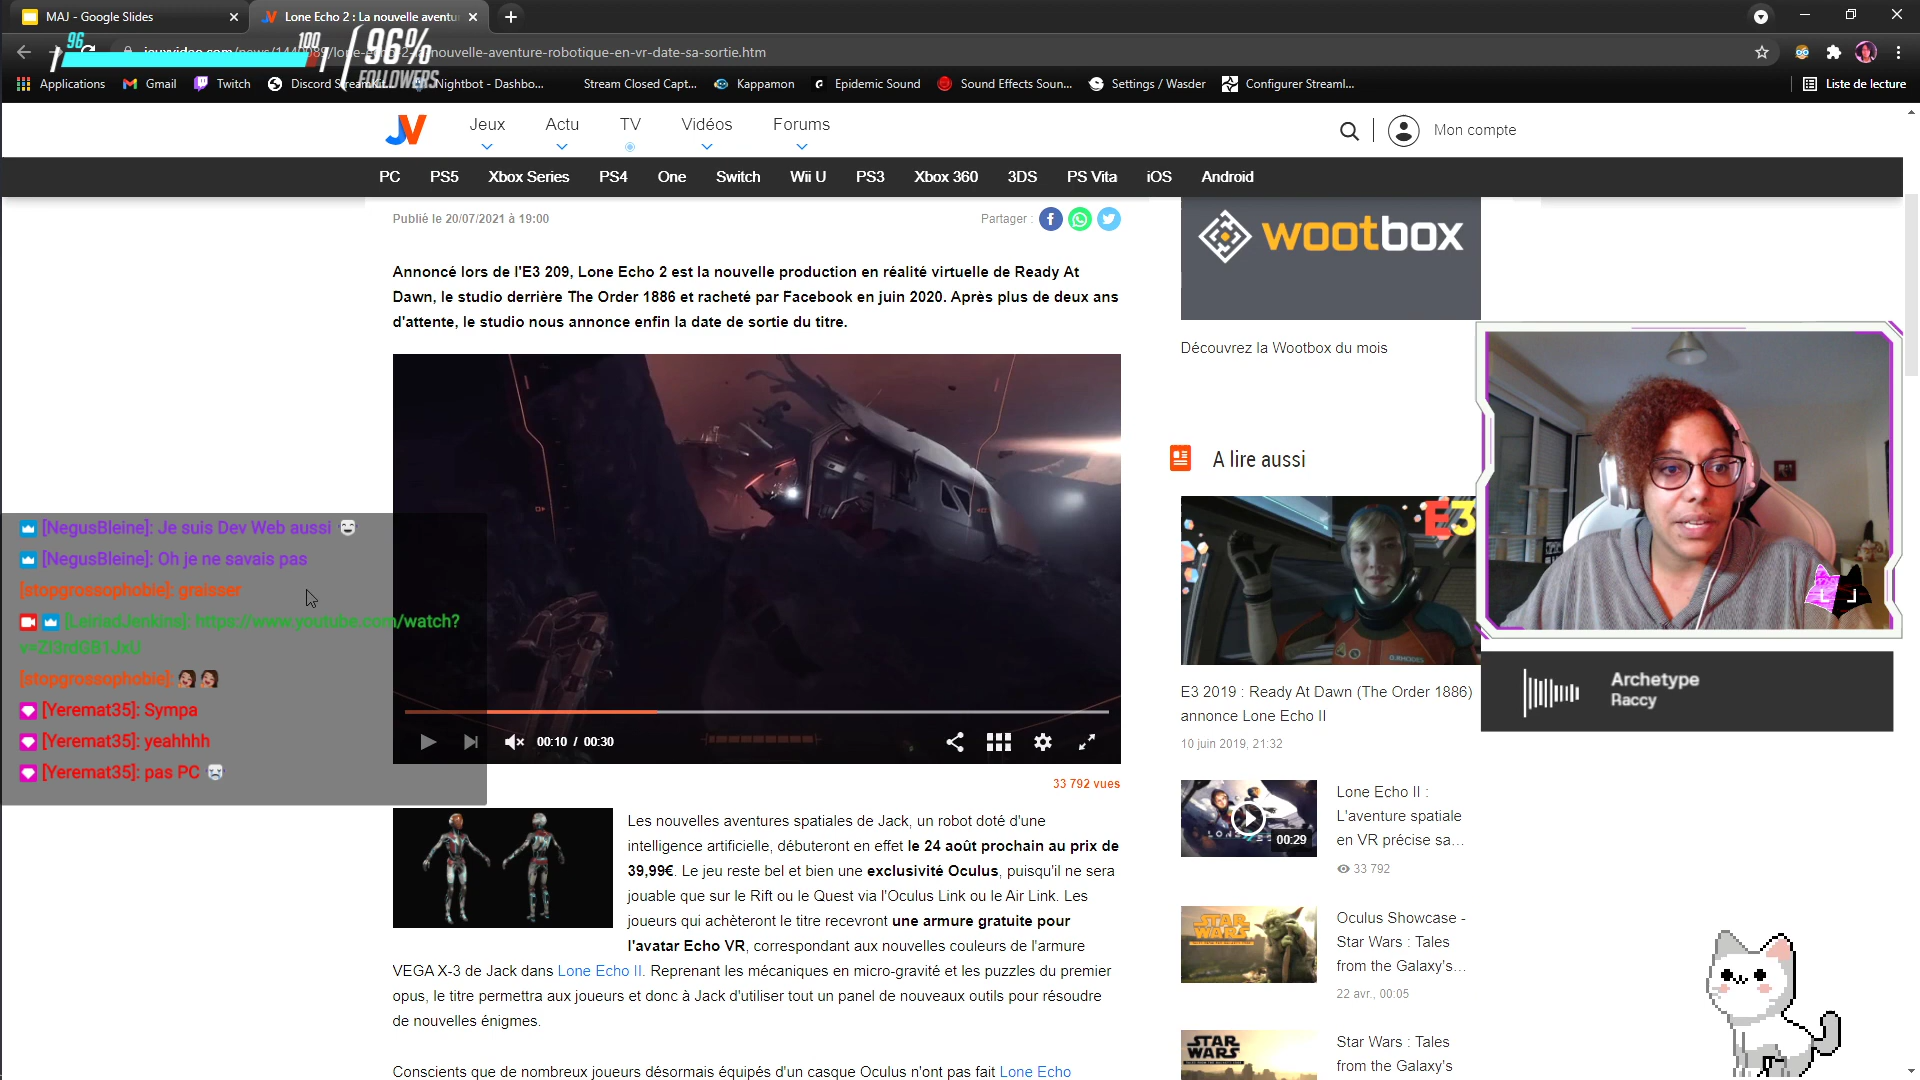 MAJ - Google Slides
Lone Echo 2 : La nouvelle aventu
96
100
96%
FOLLOWERS
nouvelle-aventure-robotique-en-vr-date-sa-sortie.htm
Applications
Gmail
Twitch
Discord
Nightbot - Dashbo...
Stream Closed Capt...
Kappamon
Epidemic Sound
Sound Effects Soun...
Settings / Wasder
Configurer Streaml...
Liste de lecture
JV
Jeux
Actu
TV
Vidéos
Forums
Mon compte
PC
PS5
Xbox Series
PS4
One
Switch
Wii U
PS3
Xbox 360
3DS
PS Vita
iOS
Android
Publié le 20/07/2021 à 19:00
Partager :
wootbox
Découvrez la Wootbox du mois
Annoncé lors de l'E3 209, Lone Echo 2 est la nouvelle production en réalité virtuelle de Ready At
Dawn, le studio derrière The Order 1886 et racheté par Facebook en juin 2020. Après plus de deux ans
d'attente, le studio nous annonce enfin la date de sortie du titre.
[NegusBleine]: Je suis Dev Web aussi
[NegusBleine]: Oh je ne savais pas
[stopgrossophobie]: graisser
[LeiriadJenkins]: https://www.youtube.com/watch?
[stopgrossophobie]:
[Yeremat35]: Sympa
[Yeremat35]: yeahhhh
[Yeremat35]: pas PC
00:10 / 00:30
33 792 vues
Les nouvelles aventures spatiales de Jack, un robot doté d'une
intelligence artificielle, débuteront en effet le 24 août prochain au prix de
39,99€. Le jeu reste bel et bien une exclusivité Oculus, puisqu'il ne sera
jouable que sur le Rift ou le Quest via l'Oculus Link ou le Air Link. Les
joueurs qui achèteront le titre recevront une armure gratuite pour
l'avatar Echo VR, correspondant aux nouvelles couleurs de l'armure
VEGA X-3 de Jack dans Lone Echo II. Reprenant les mécaniques en micro-gravité et les puzzles du premier
opus, le titre permettra aux joueurs et donc à Jack d'utiliser tout un panel de nouveaux outils pour résoudre
de nouvelles énigmes.
Conscients que de nombreux joueurs désormais équipés d'un casque Oculus n'ont pas fait Lone Echo
A lire aussi
E3
E3 2019 : Ready At Dawn (The Order 1886)
annonce Lone Echo II
10 juin 2019, 21:32
00:29
Lone Echo II :
L'aventure spatiale
en VR précise sa...
33 792
STAR
WARS
Oculus Showcase -
Star Wars : Tales
from the Galaxy's...
22 avr., 00:05
STAR
WARS
Star Wars : Tales
from the Galaxy's
L J
Archetype
Raccy